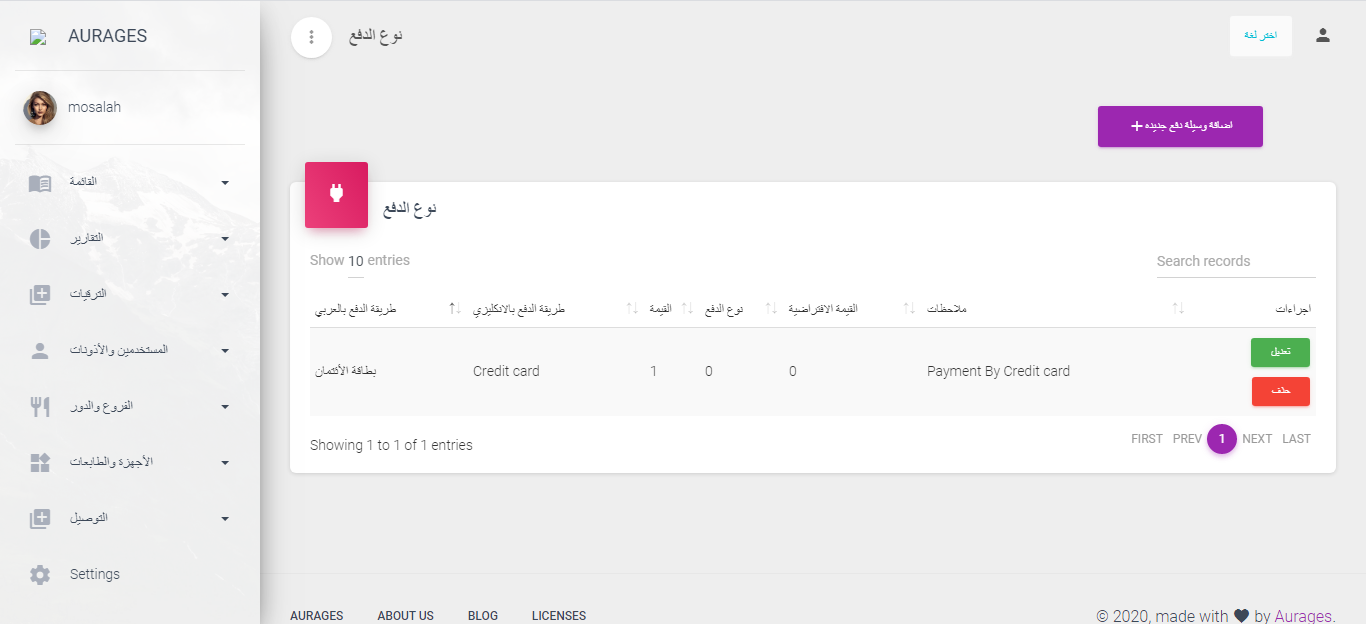 AURAGES
mosalah
القائمة
التقارير
الترقيات
المستخدمين والأذونات
الفروع والدور
الأجهزة والطابعات
التوصيل
Settings
نوع الدفع
اختر لغة
اضافة وسيلة دفع جديده
نوع الدفع
Show 10 entries
Search records
طريقة الدفع بالعربي طريقة الدفع بالانكليزي القيمة نوع الدفع القيمة الافتراضية ملاحظات اجراءات
بطاقة الأئتمان Credit card 1 0 0 Payment By Credit card
تعديل
حذف
Showing 1 to 1 of 1 entries
FIRST PREV 1 NEXT LAST
AURAGES ABOUT US BLOG LICENSES
© 2020, made with by Aurages.